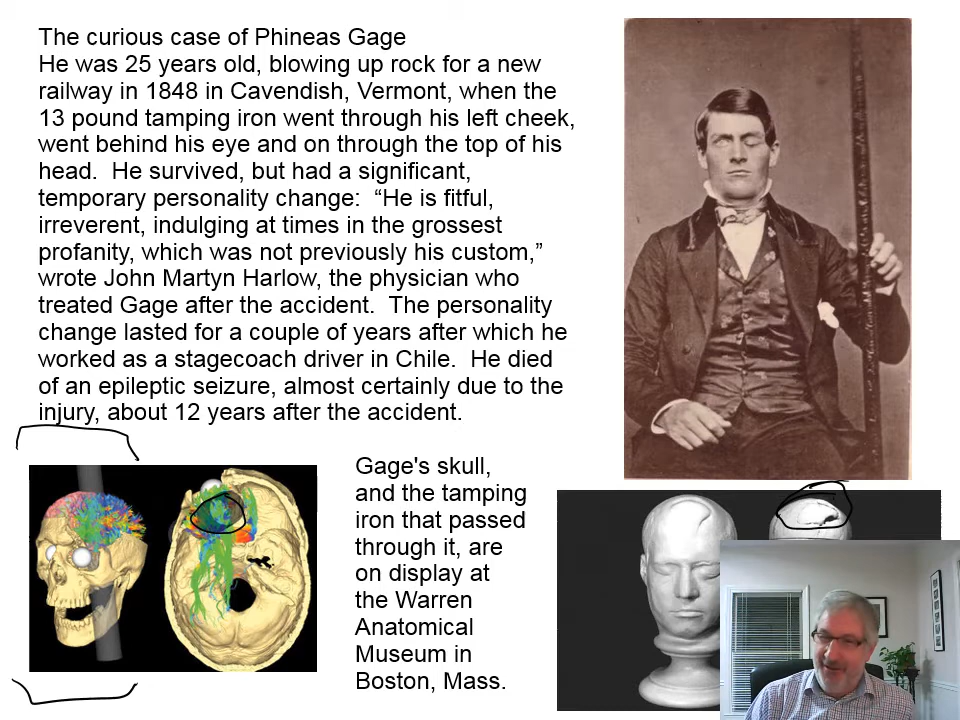 The curious case of Phineas Gage
He was 25 years old, blowing up rock for a new
railway in 1848 in Cavendish, Vermont, when the
13 pound tamping iron went through his left cheek,
went behind his eye and on through the top of his
head.  He survived, but had a significant,
temporary personality change:  “He is fitful,
irreverent, indulging at times in the grossest
profanity, which was not previously his custom,”
wrote John Martyn Harlow, the physician who
treated Gage after the accident.  The personality
change lasted for a couple of years after which he
worked as a stagecoach driver in Chile.  He died
of an epileptic seizure, almost certainly due to the
injury, about 12 years after the accident.
Gage's skull,
and the tamping
iron that passed
through it, are
on display at
the Warren
Anatomical
Museum in
Boston, Mass.